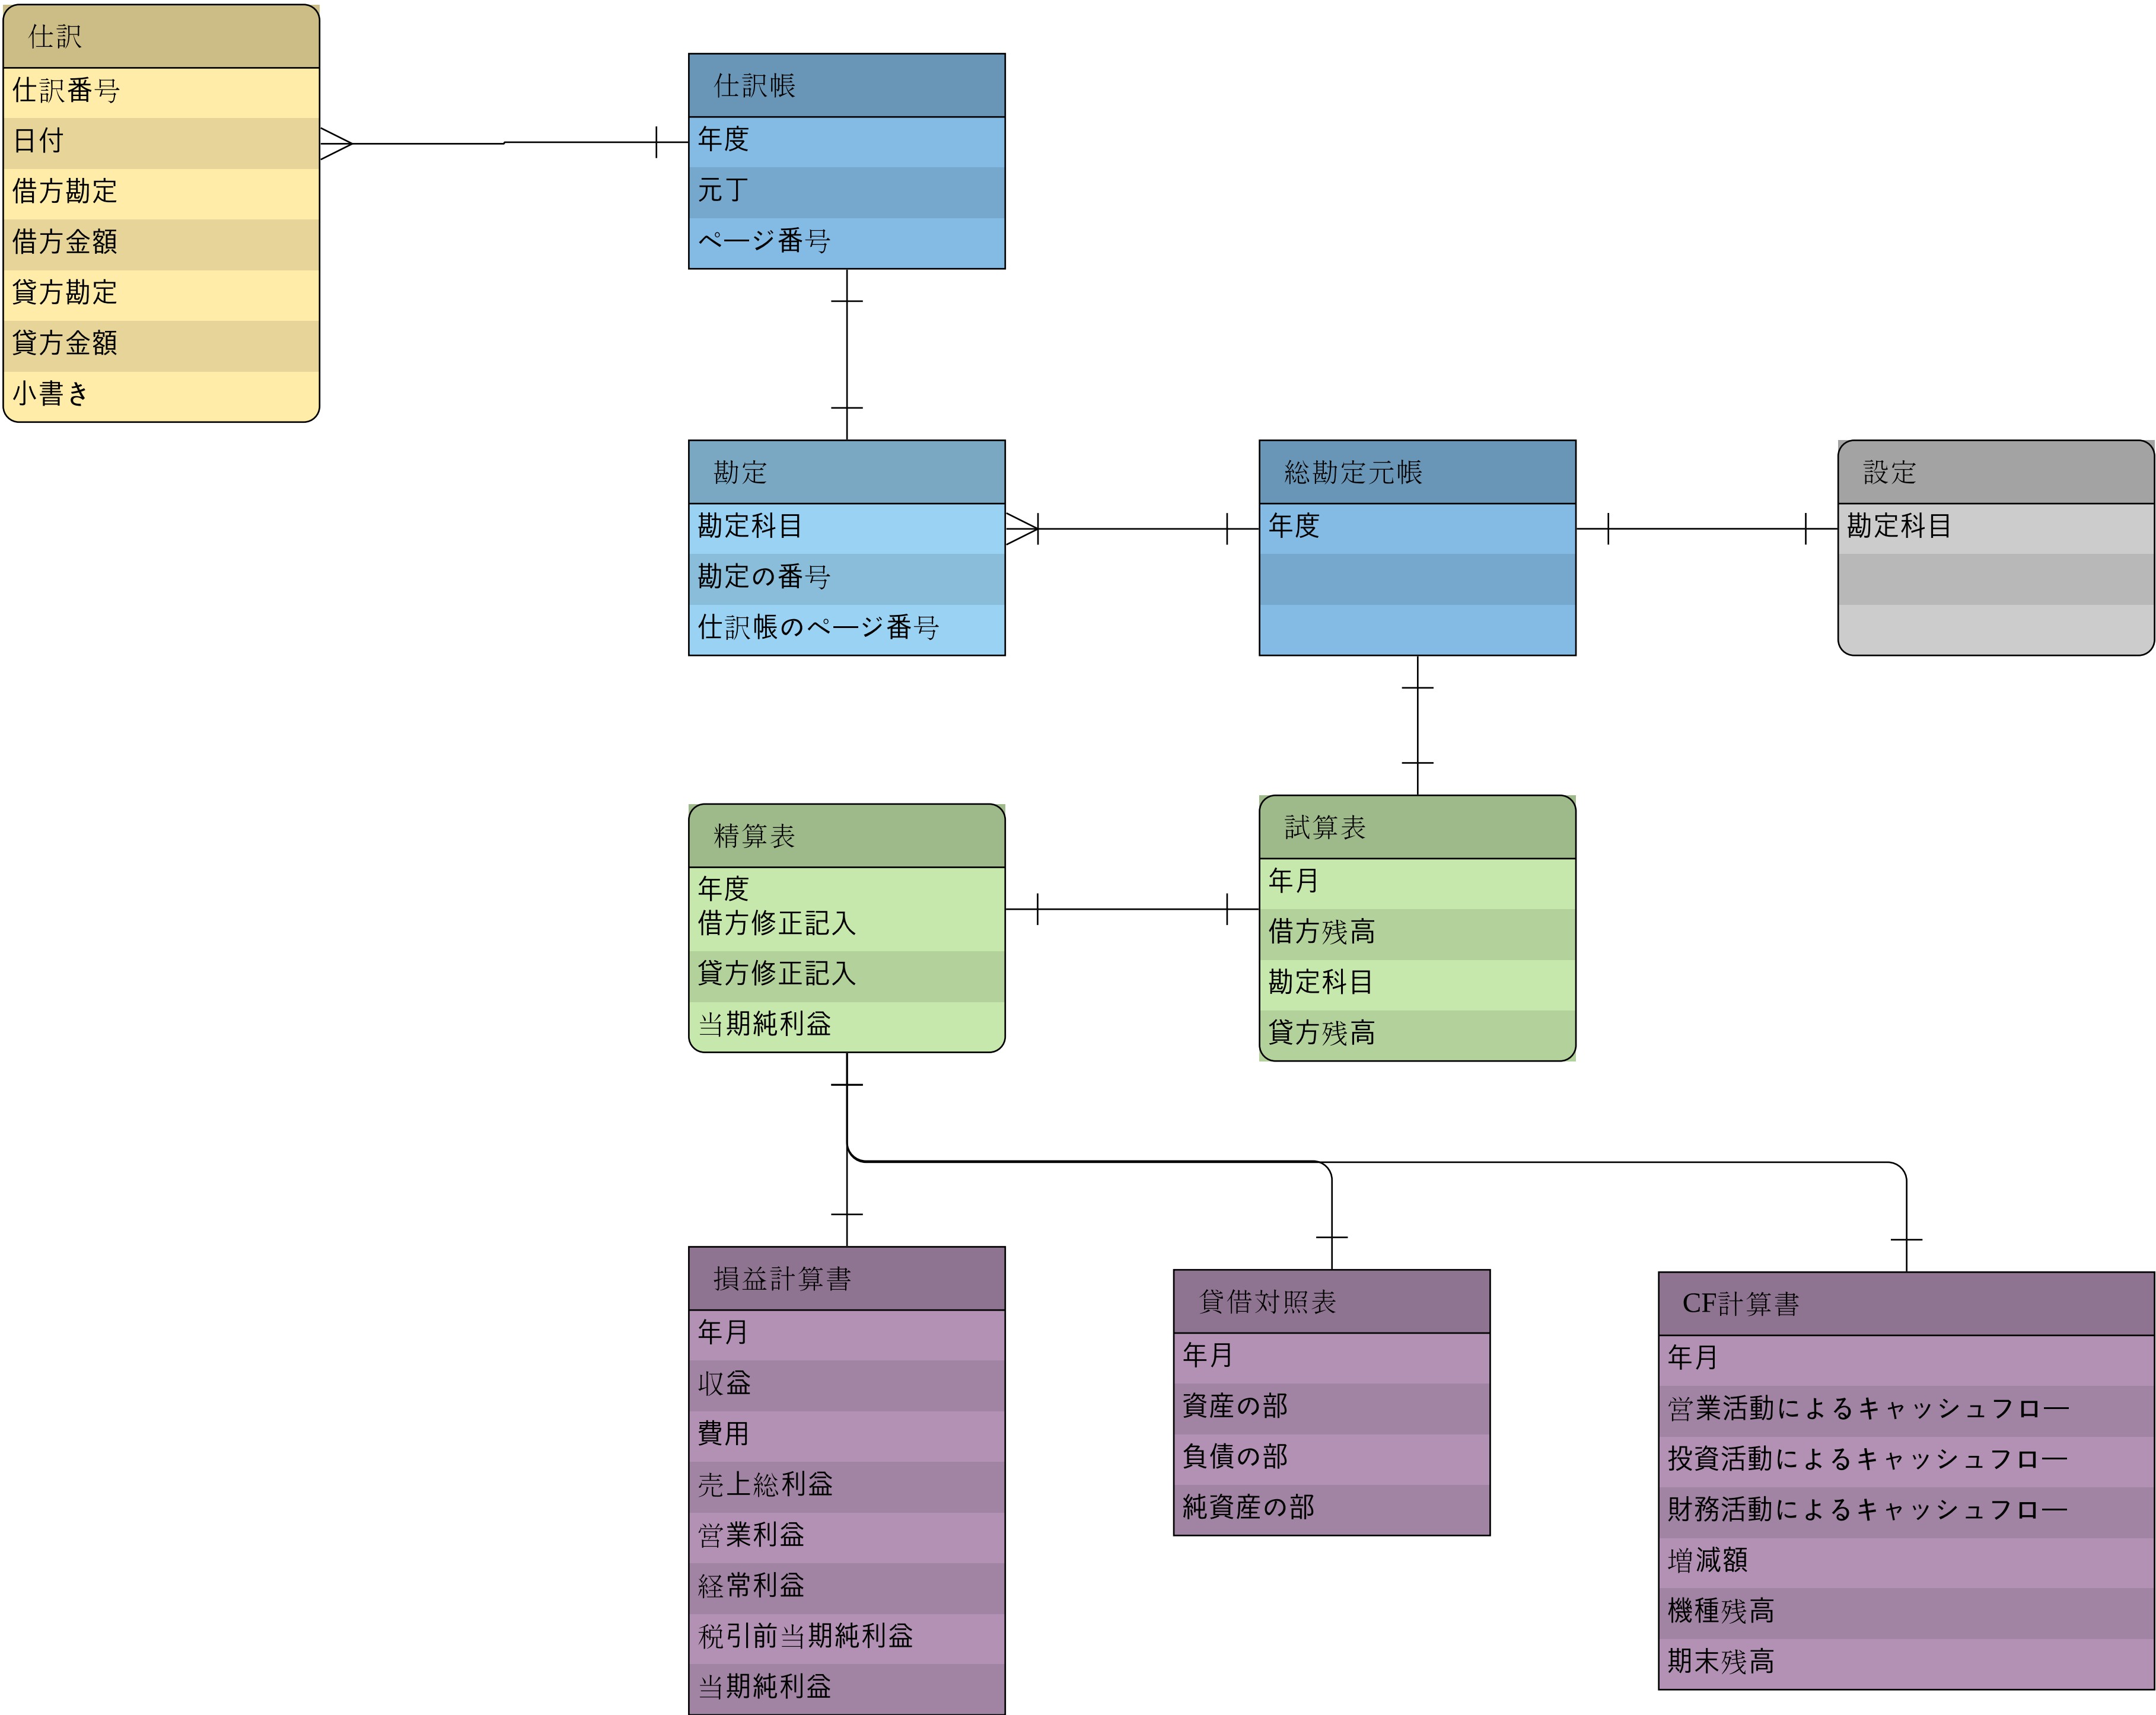 仕訳
仕訳番号
日付
借方勘定
借方金額
貸方勘定
貸方金額
小書き
仕訳帳
年度
元丁
ページ番号
勘定
勘定科目
勘定の番号
仕訳帳のページ番号
総勘定元帳
年度
設定
勘定科目
精算表
年度
借方修正記入
貸方修正記入
当期純利益
試算表
年月
借方残高
勘定科目
貸方残高
損益計算書
年月
収益
費用
売上総利益
営業利益
経常利益
税引前当期純利益
当期純利益
貸借対照表
年月
資産の部
負債の部
純資産の部
CF計算書
年月
営業活動によるキャッシュフロー
投資活動によるキャッシュフロー
財務活動によるキャッシュフロー
増減額
機種残高
期末残高